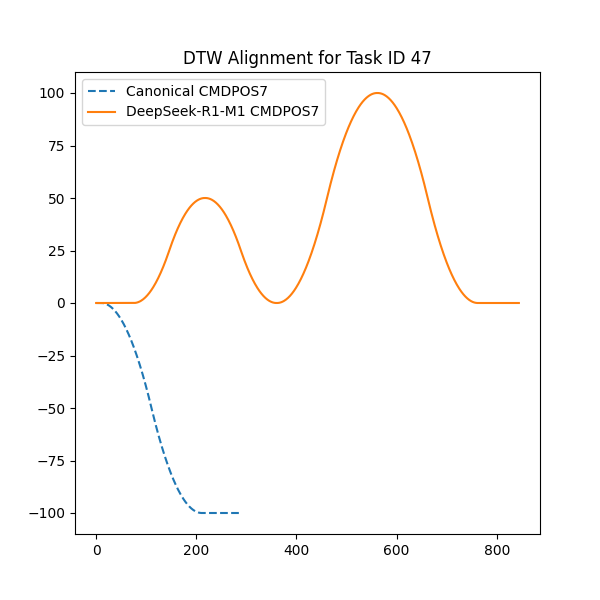 DTW Alignment for Task ID 47
Canonical CMDPOS7
DeepSeek-R1-M1 CMDPOS7
100
75
50
25
0
−25
−50
−75
−100
0 200 400 600 800